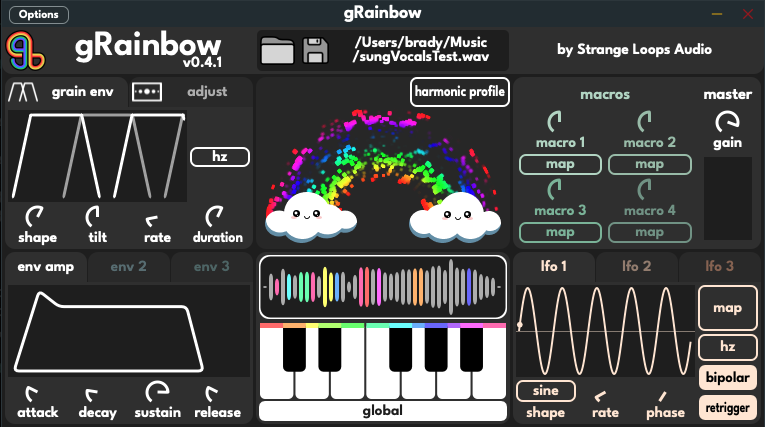 Options
gRainbow
gRainbow
v0.4.1
/Users/brady/Music
/sungVocalsTest.wav
by Strange Loops Audio
grain env
adjust
hz
shape
tilt
rate
duration
harmonic profile
macros
master
macro 1
macro 2
gain
map
map
macro 3
macro 4
map
map
env amp
env 2
env 3
attack
decay
sustain
release
global
lfo 1
lfo 2
lfo 3
map
hz
bipolar
retrigger
sine
shape
rate
phase